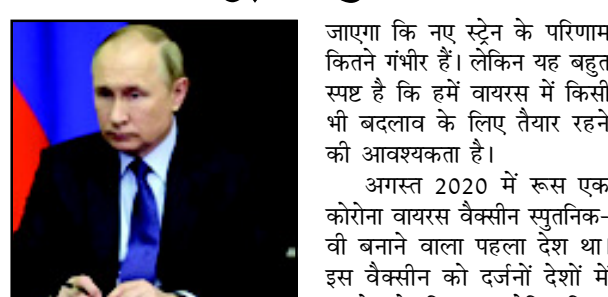 जाएगा कि नए स्ट्रेन के परिणाम
कितने गंभीर हैं। लेकिन यह बहुत
स्पष्ट है कि हमें वायरस में किसी
भी बदलाव के लिए तैयार रहने
की आवश्यकता है।
अगस्त 2020 में रूस एक
कोरोना वायरस वैक्सीन स्पुतनिक-
वी बनाने वाला पहला देश था।
इस वैक्सीन को दर्जनों देशों में